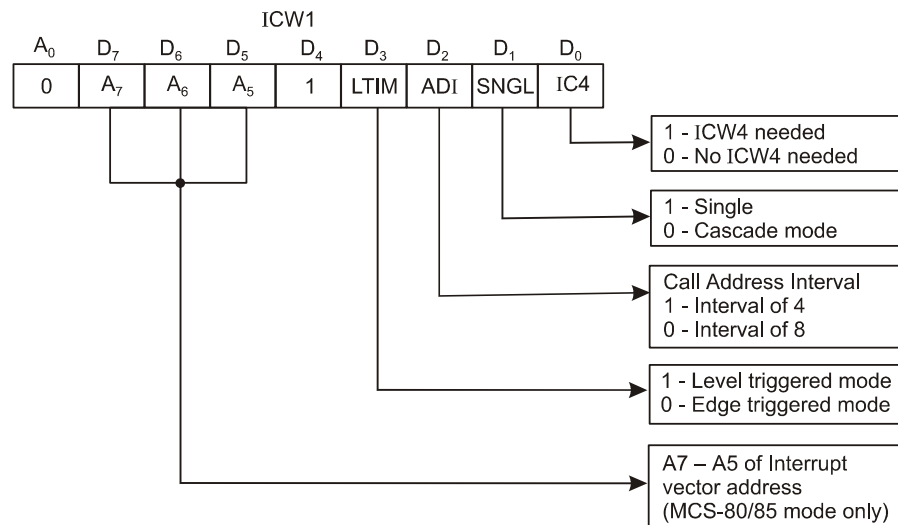 ICW1
A₀ D₇ D₆ D₅ D₄ D₃ D₂ D₁ D₀
0 A₇ A₆ A₅ 1 LTIM ADI SNGL IC4
1 - ICW4 needed
0 - No ICW4 needed
1 - Single
0 - Cascade mode
Call Address Interval
1 - Interval of 4
0 - Interval of 8
1 - Level triggered mode
0 - Edge triggered mode
A7 – A5 of Interrupt
vector address
(MCS-80/85 mode only)